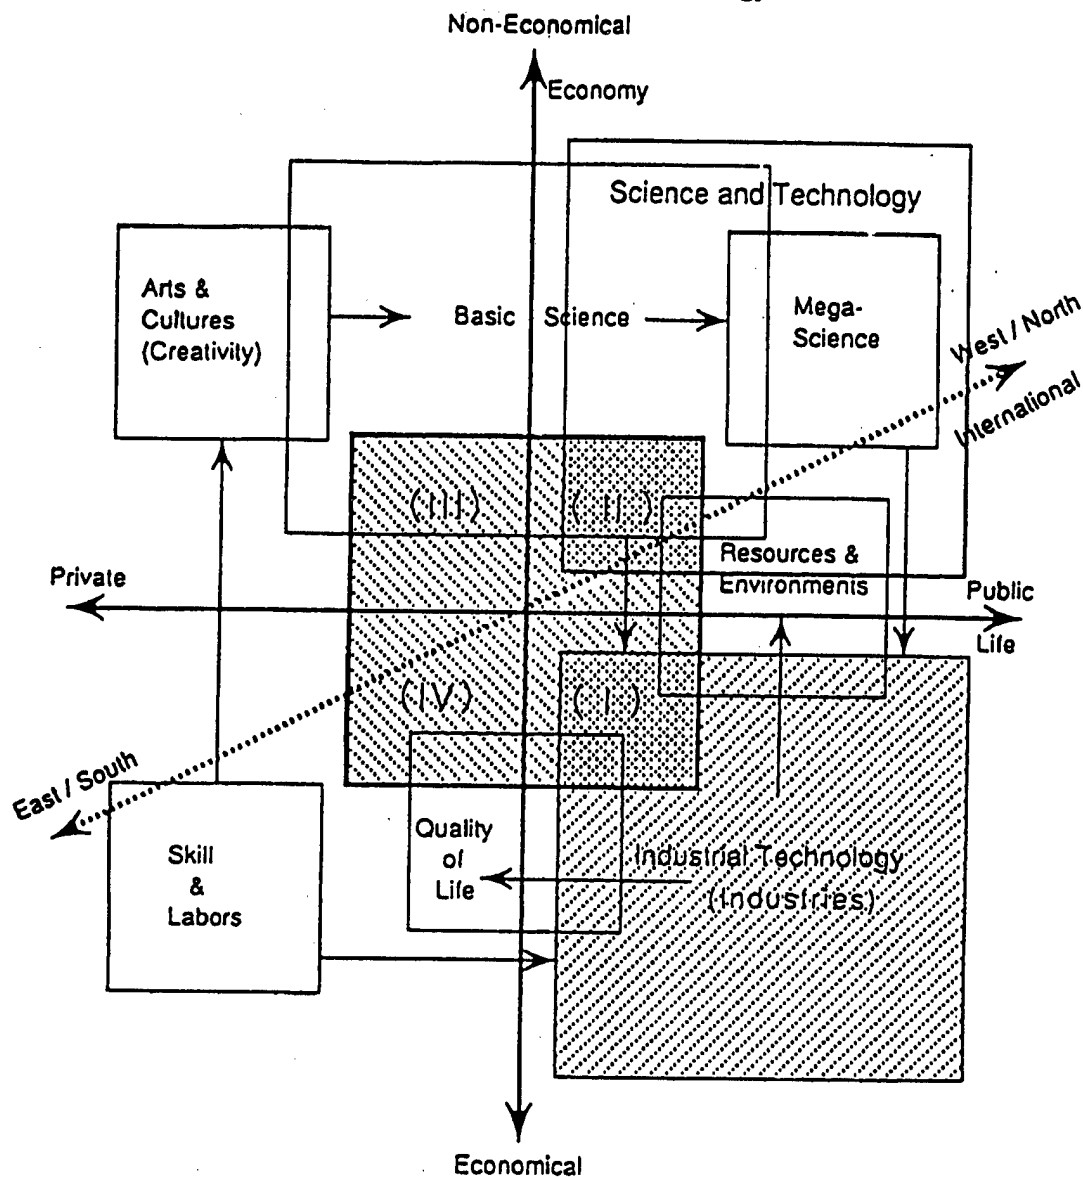 Non-Economical
Economy
Science and Technology
Arts &
Cultures
(Creativity)
Basic Science
Mega-
Science
West / North
International
(III)
(II)
Resources &
Environments
Private
Public
Life
(IV)
(I)
East / South
Skill
&
Labors
Quality
of
Life
Industrial Technology
(Industries)
Economical